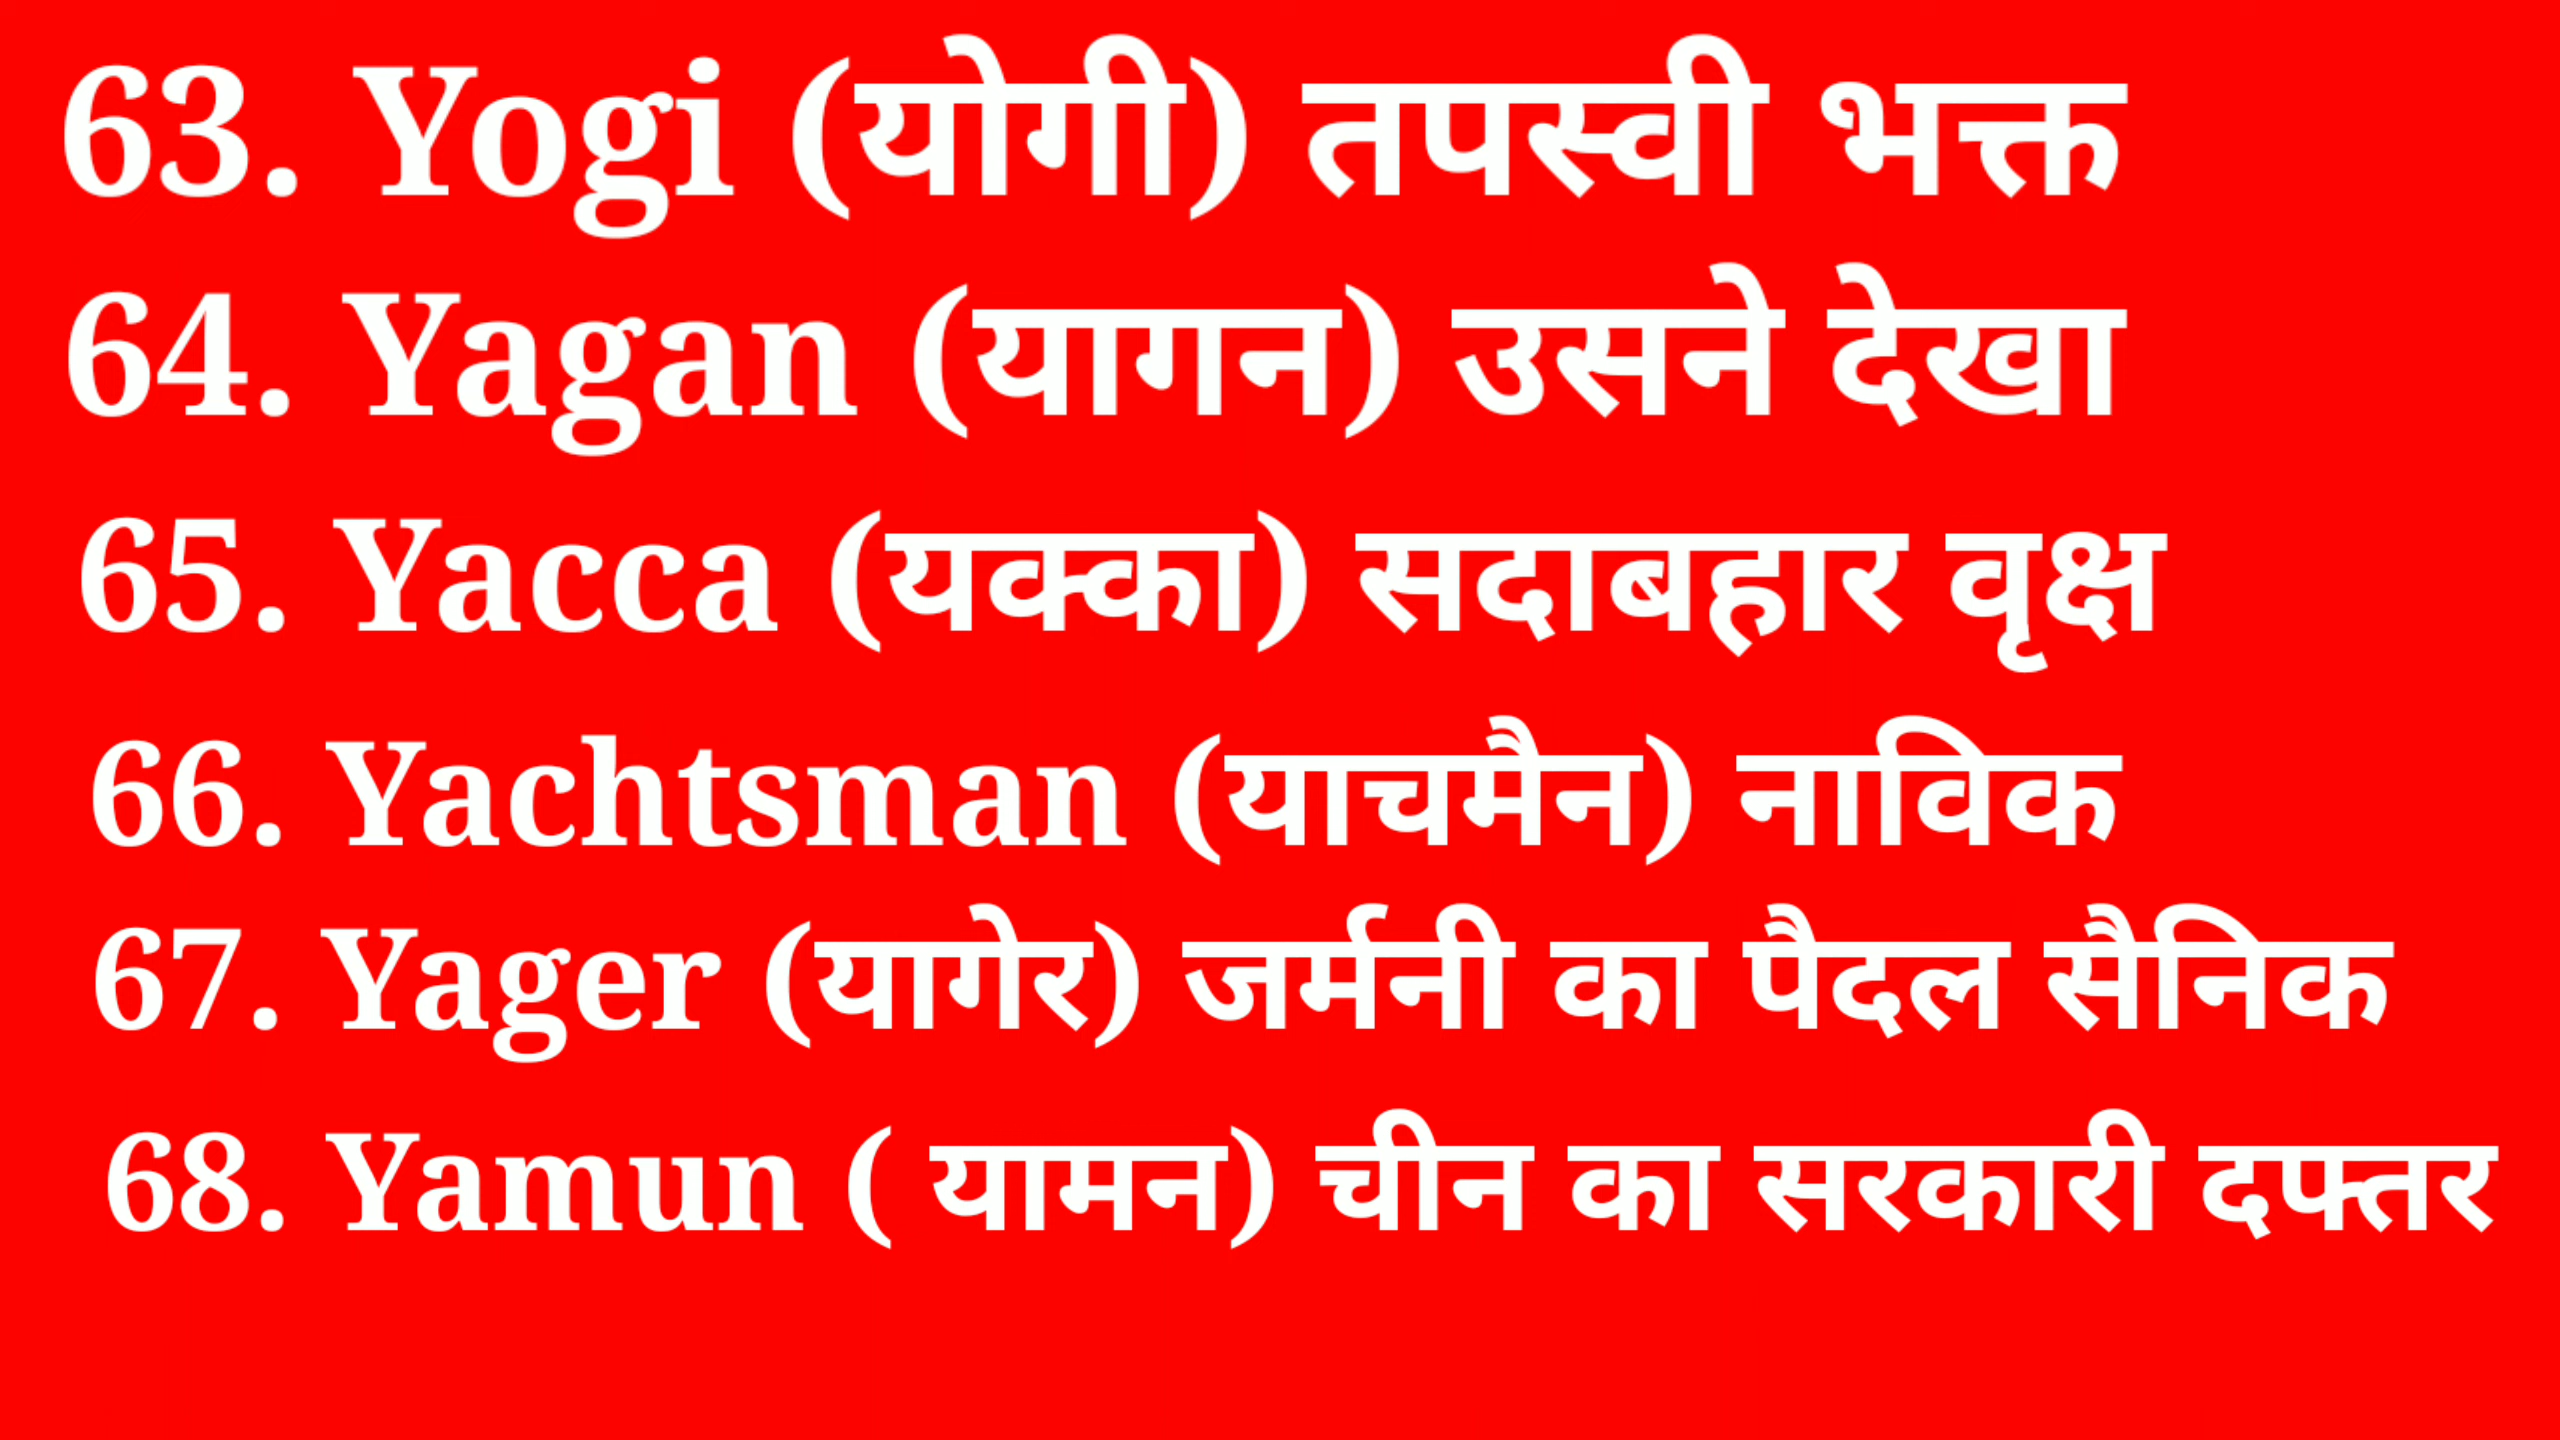 63. Yogi (योगी) तपस्वी भक्त
64. Yagan (यागन) उसने देखा
65. Yacca (यक्का) सदाबहार वृक्ष
66. Yachtsman (याचमैन) नाविक
67. Yager (यागेर) जर्मनी का पैदल सैनिक
68. Yamun ( यामन) चीन का सरकारी दफ्तर